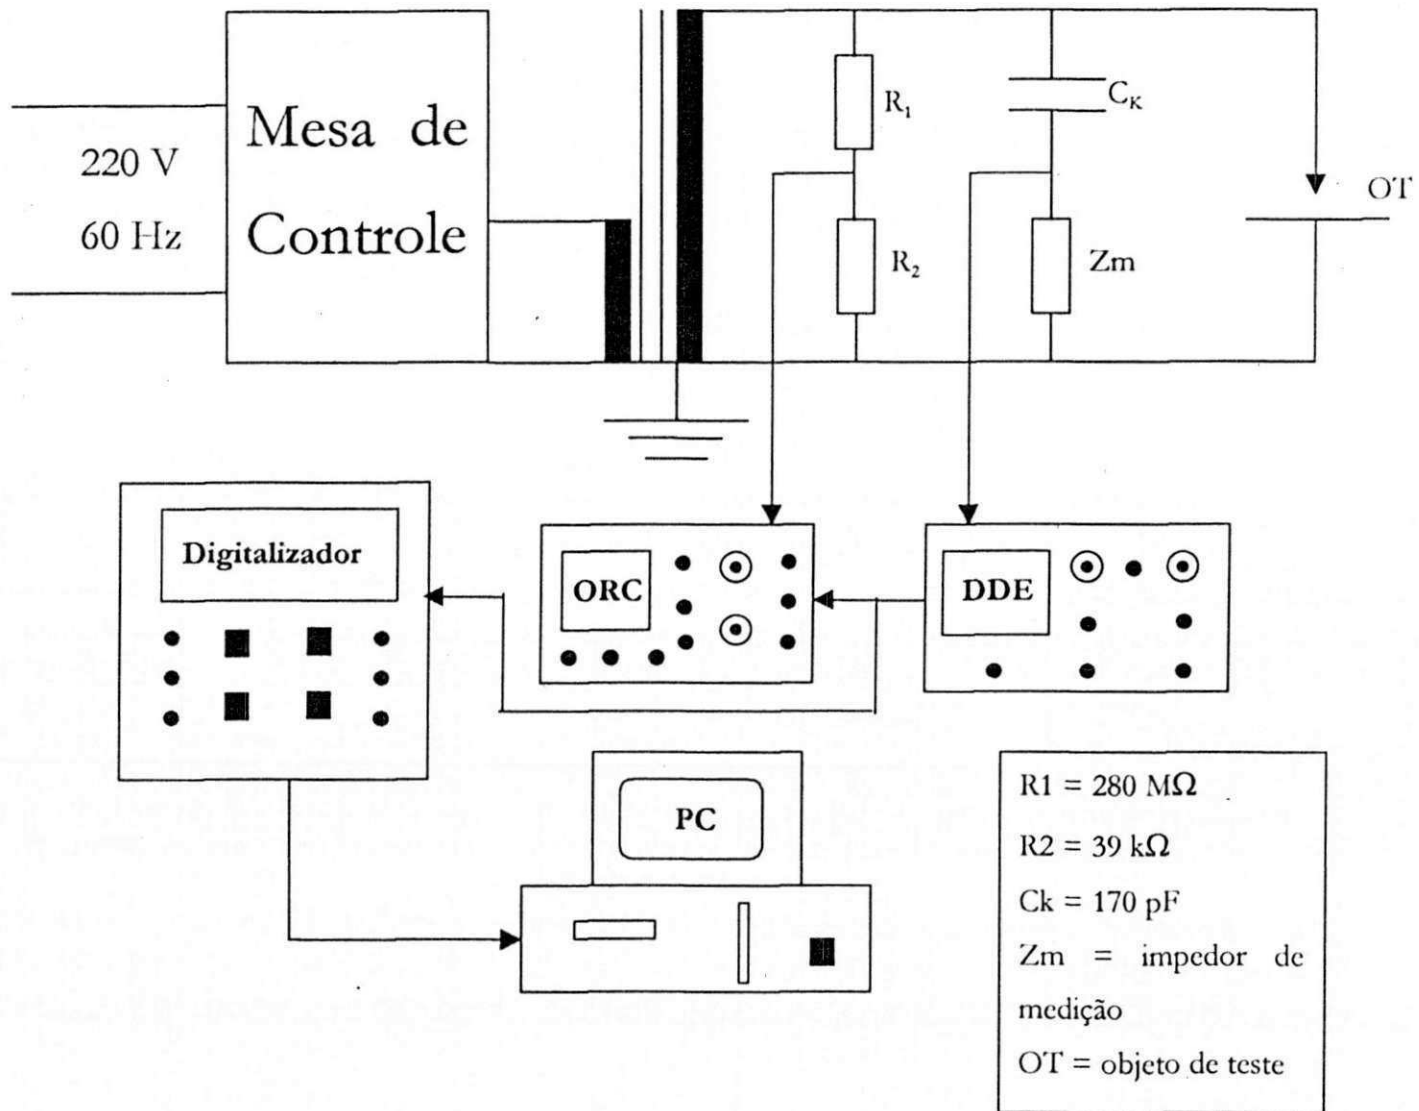 220 V
60 Hz
Mesa de
Controle
R₁
R₂
Cₖ
Zm
OT
Digitalizador
ORC
DDE
PC
R1 = 280 MΩ
R2 = 39 kΩ
Ck = 170 pF
Zm = impedor de
medição
OT = objeto de teste